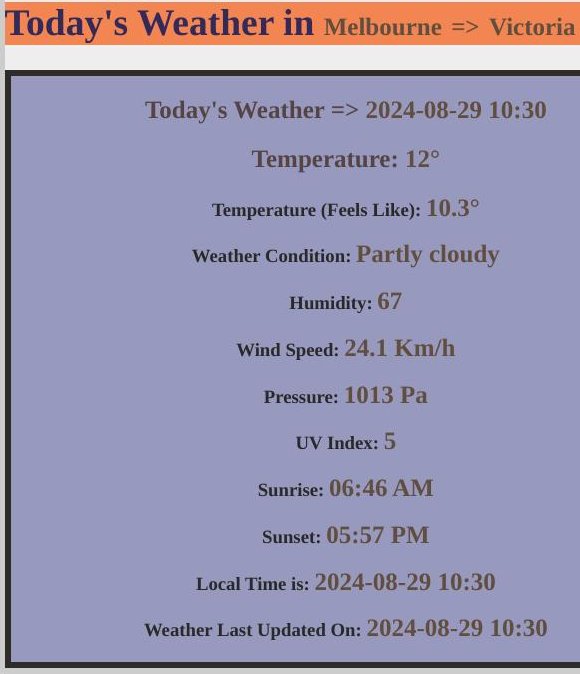 Today's Weather in Melbourne => Victoria
Today's Weather => 2024-08-29 10:30
Temperature: 12°
Temperature (Feels Like): 10.3°
Weather Condition: Partly cloudy
Humidity: 67
Wind Speed: 24.1 Km/h
Pressure: 1013 Pa
UV Index: 5
Sunrise: 06:46 AM
Sunset: 05:57 PM
Local Time is: 2024-08-29 10:30
Weather Last Updated On: 2024-08-29 10:30